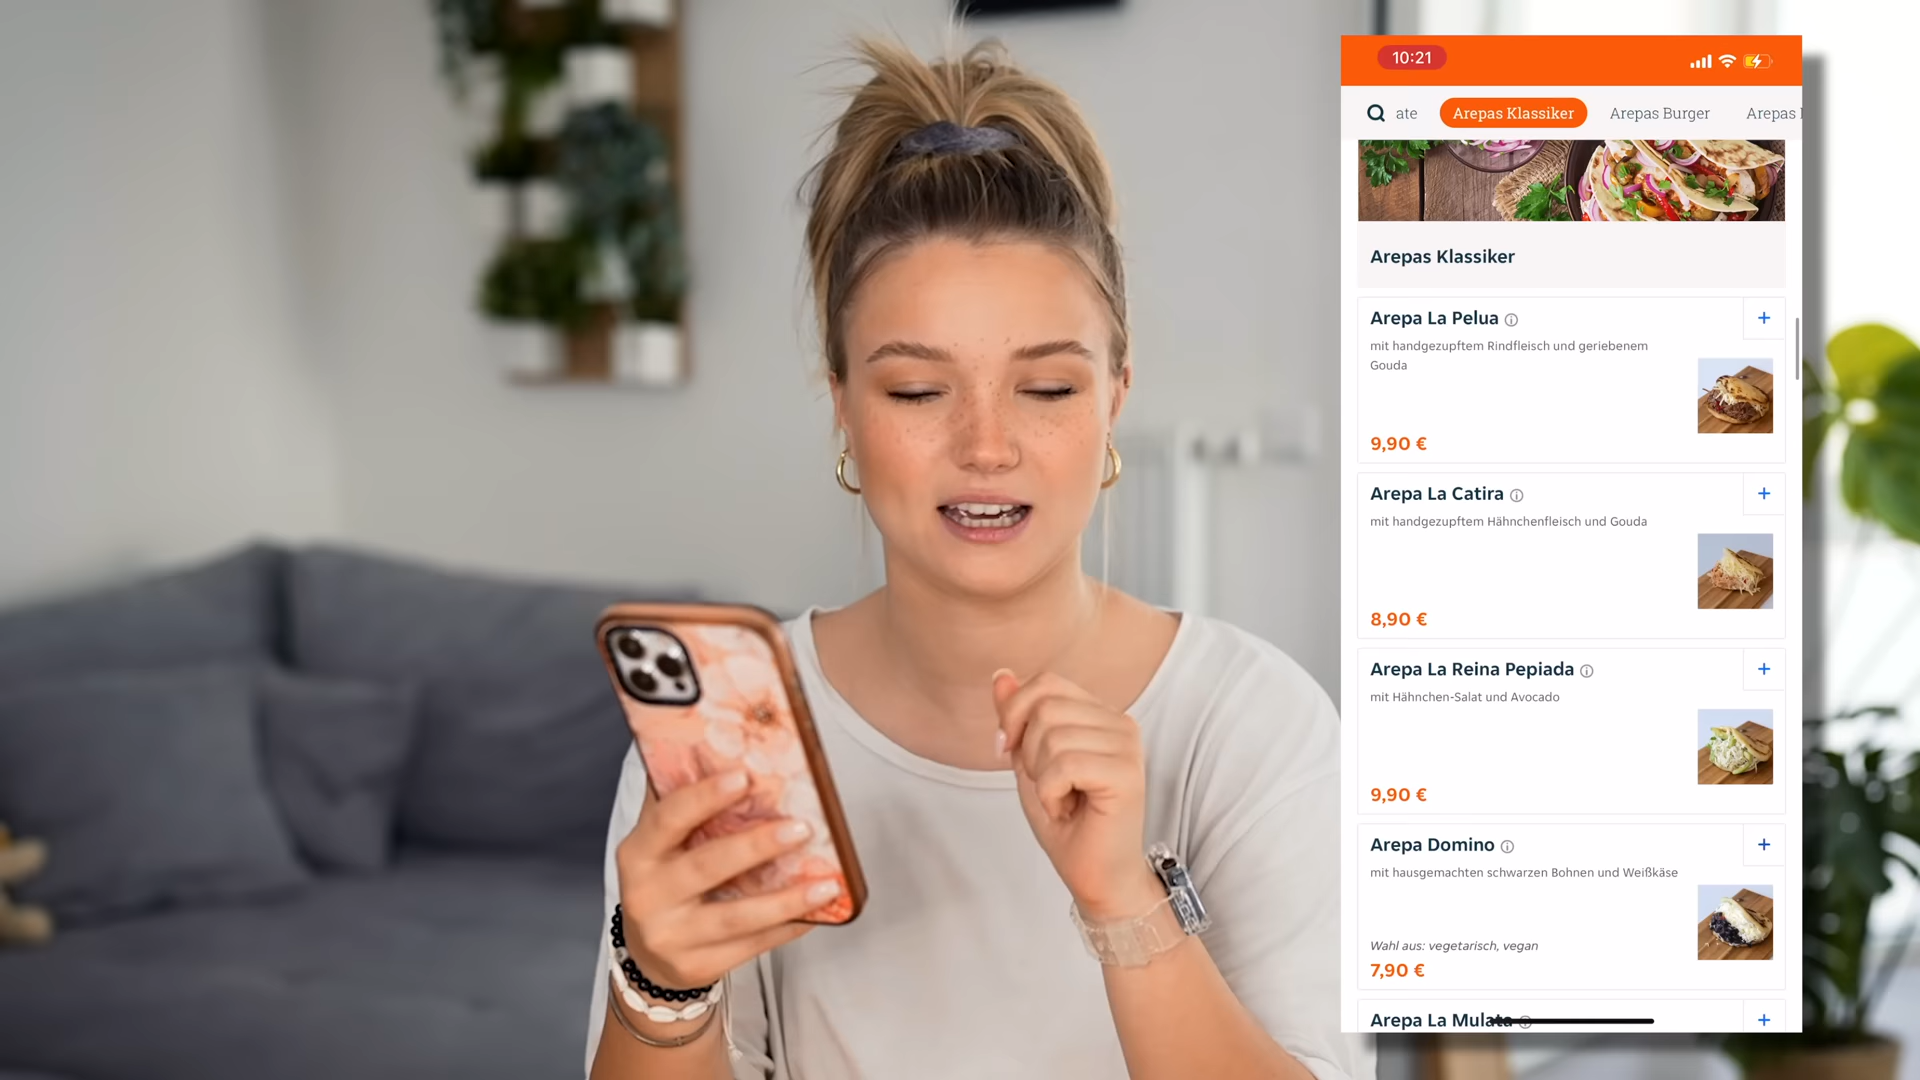 10:21
ate
Arepas Klassiker
Arepas Burger
Arepas
Arepas Klassiker
Arepa La Pelua
mit handgezupftem Rindfleisch und geriebenem
Gouda
9,90 €
Arepa La Catira
mit handgezupftem Hähnchenfleisch und Gouda
8,90 €
Arepa La Reina Pepiada
mit Hähnchen-Salat und Avocado
9,90 €
Arepa Domino
mit hausgemachten schwarzen Bohnen und Weißkäse
Wahl aus: vegetarisch, vegan
7,90 €
Arepa La Mulata